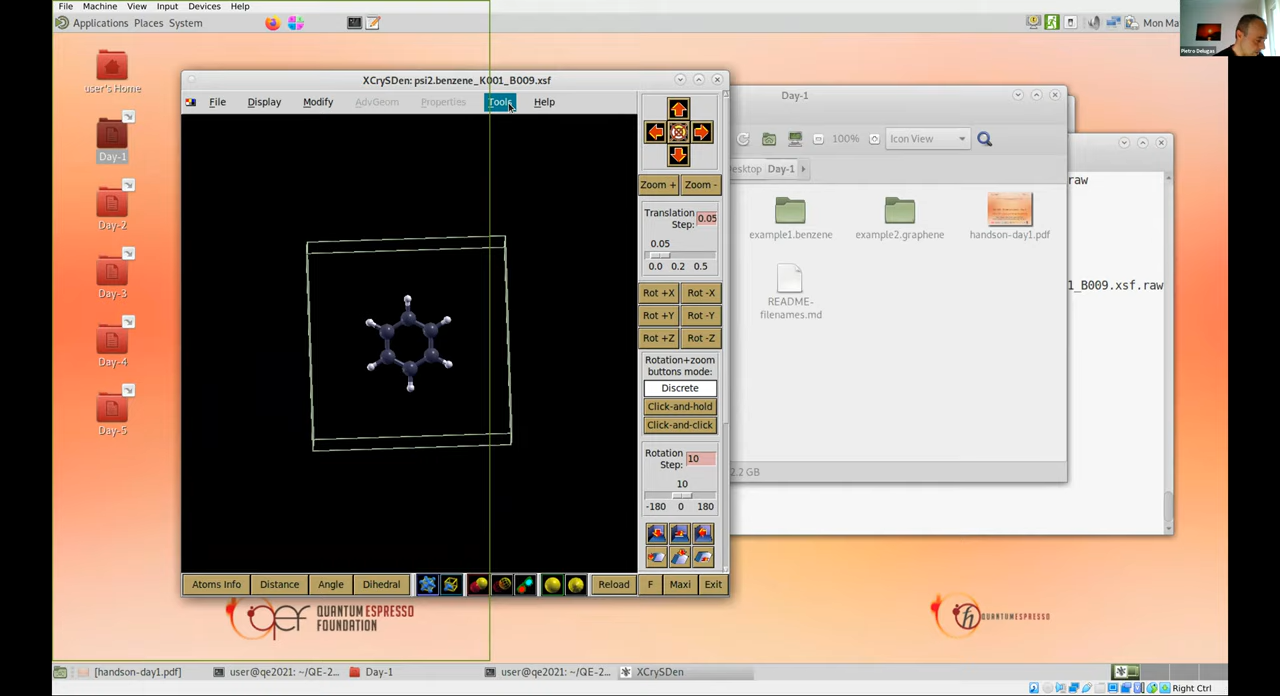 File Machine View Input Devices Help
Applications Places System
Mon Ma
Pietro Delugas
user's Home
Day-1
Day-2
Day-3
Day-4
Day-5
XCrySDen: psi2.benzene_K001_B009.xsf
File Display Modify AdvGeom Properties Tools Help
Zoom + Zoom -
Translation
Step: 0.05
0.05
0.0 0.2 0.5
Rot +X Rot -X
Rot +Y Rot -Y
Rot +Z Rot -Z
Rotation+zoom
buttons mode:
Discrete
Click-and-hold
Click-and-click
Rotation
Step: 10
10
-180 0 180
Atoms Info Distance Angle Dihedral Reload F Maxi Exit
Day-1
100% Icon View
esktop Day-1
example1.benzene example2.graphene handson-day1.pdf
README-
filenames.md
2.2 GB
raw
1_B009.xsf.raw
QUANTUM ESPRESSO
FOUNDATION
QUANTUMESPRESSO
[handson-day1.pdf] user@qe2021: ~/QE-2... Day-1 user@qe2021: ~/QE-2... XCrySDen
Right Ctrl